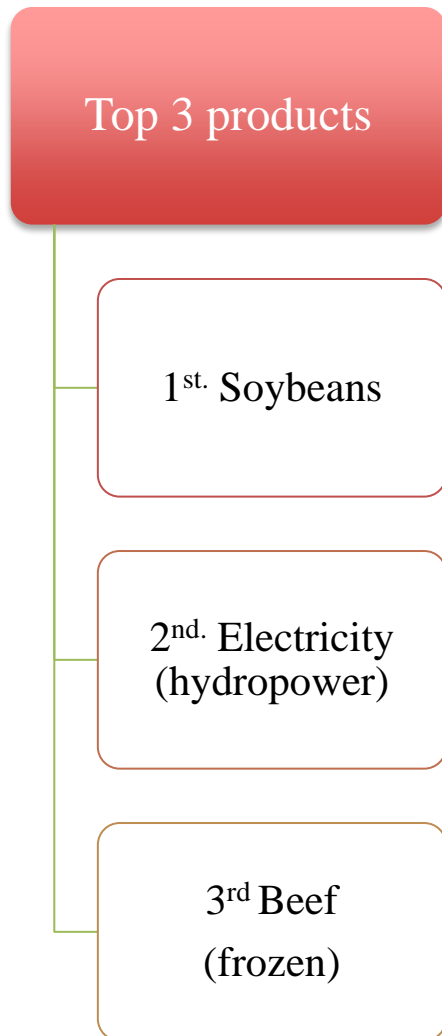 Top 3 products
1st. Soybeans
2nd. Electricity
(hydropower)
3rd Beef
(frozen)